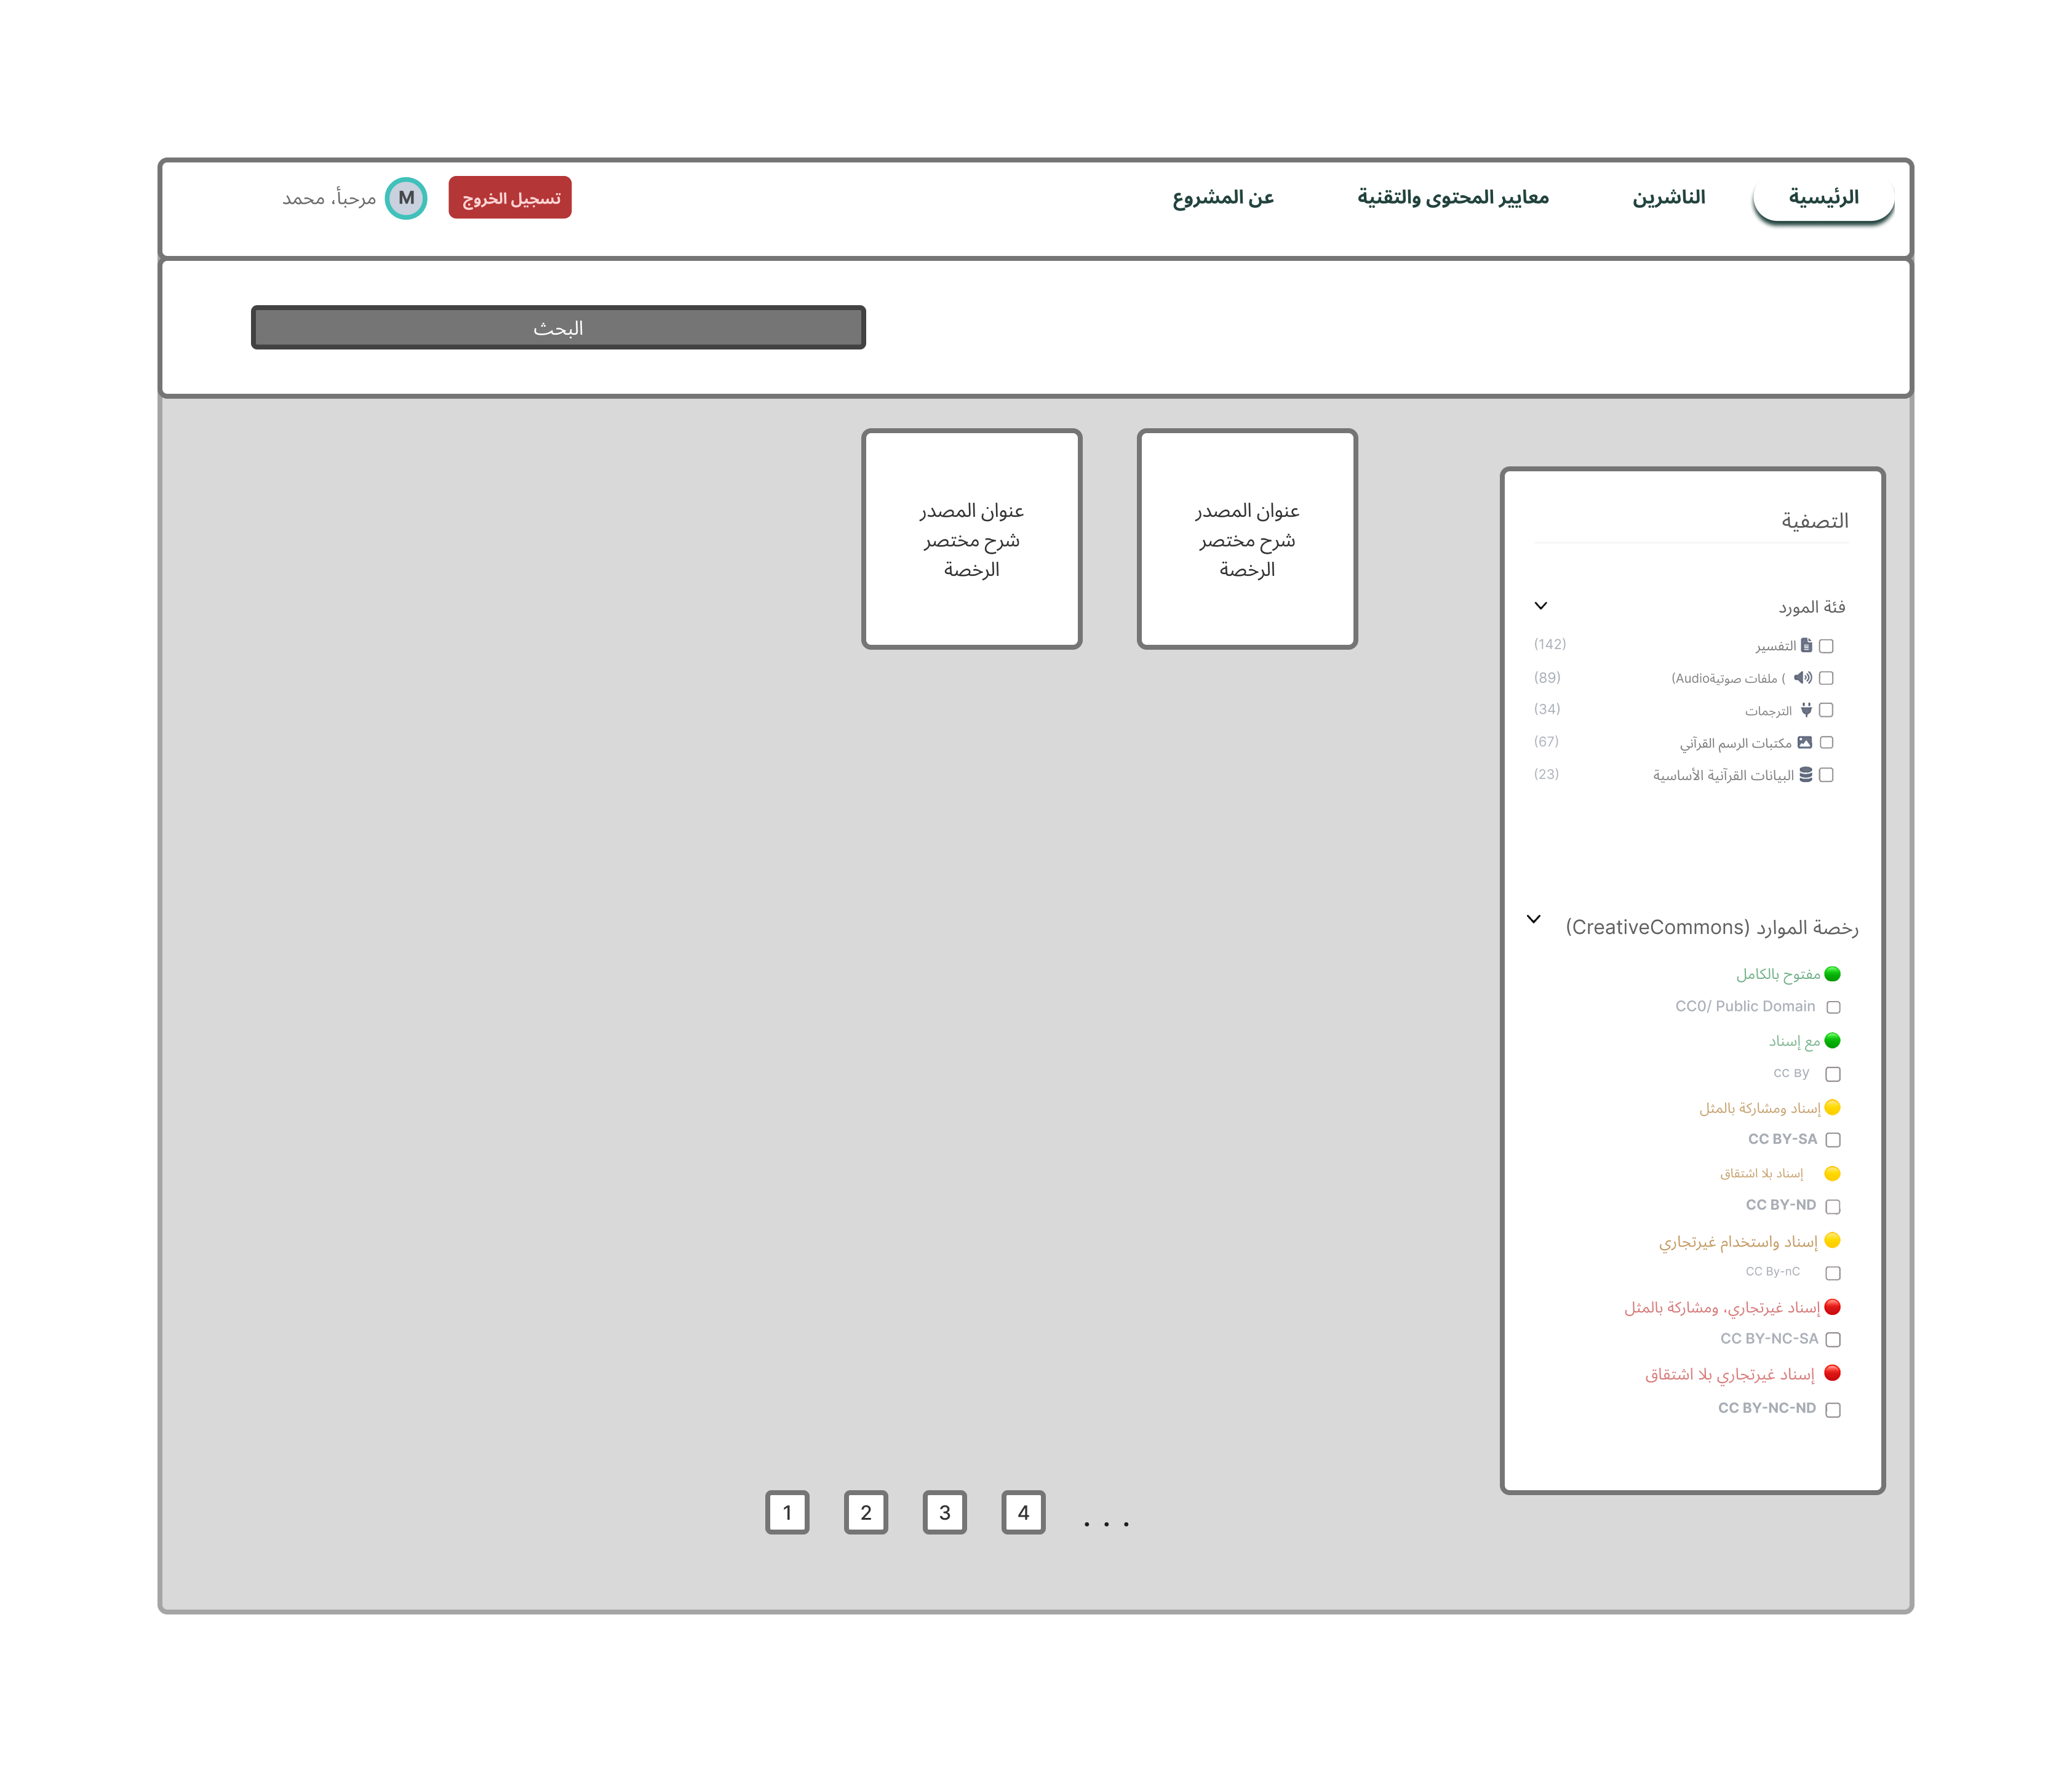 الرئيسية
الناشرين
معايير المحتوى والتقنية
عن المشروع
تسجيل الخروج
M
مرحبأ، محمد
البحث
التصفية
فئة المورد
التفسير
(142)
) ملفات صوتيةAudio)
(89)
الترجمات
(34)
مكتبات الرسم القرآني
(67)
البيانات القرآنية الأساسية
(23)
رخصة الموارد (CreativeCommons)
مفتوح بالكامل
CC0/ Public Domain
مع إسناد
cc By
إسناد ومشاركة بالمثل
CC BY-SA
إسناد بلا اشتقاق
CC BY-ND
إسناد واستخدام غيرتجاري
CC By-nC
إسناد غيرتجاري، ومشاركة بالمثل
CC BY-NC-SA
إسناد غيرتجاري بلا اشتقاق
CC BY-NC-ND
عنوان المصدر
شرح مختصر
الرخصة
عنوان المصدر
شرح مختصر
الرخصة
1 2 3 4 . . .